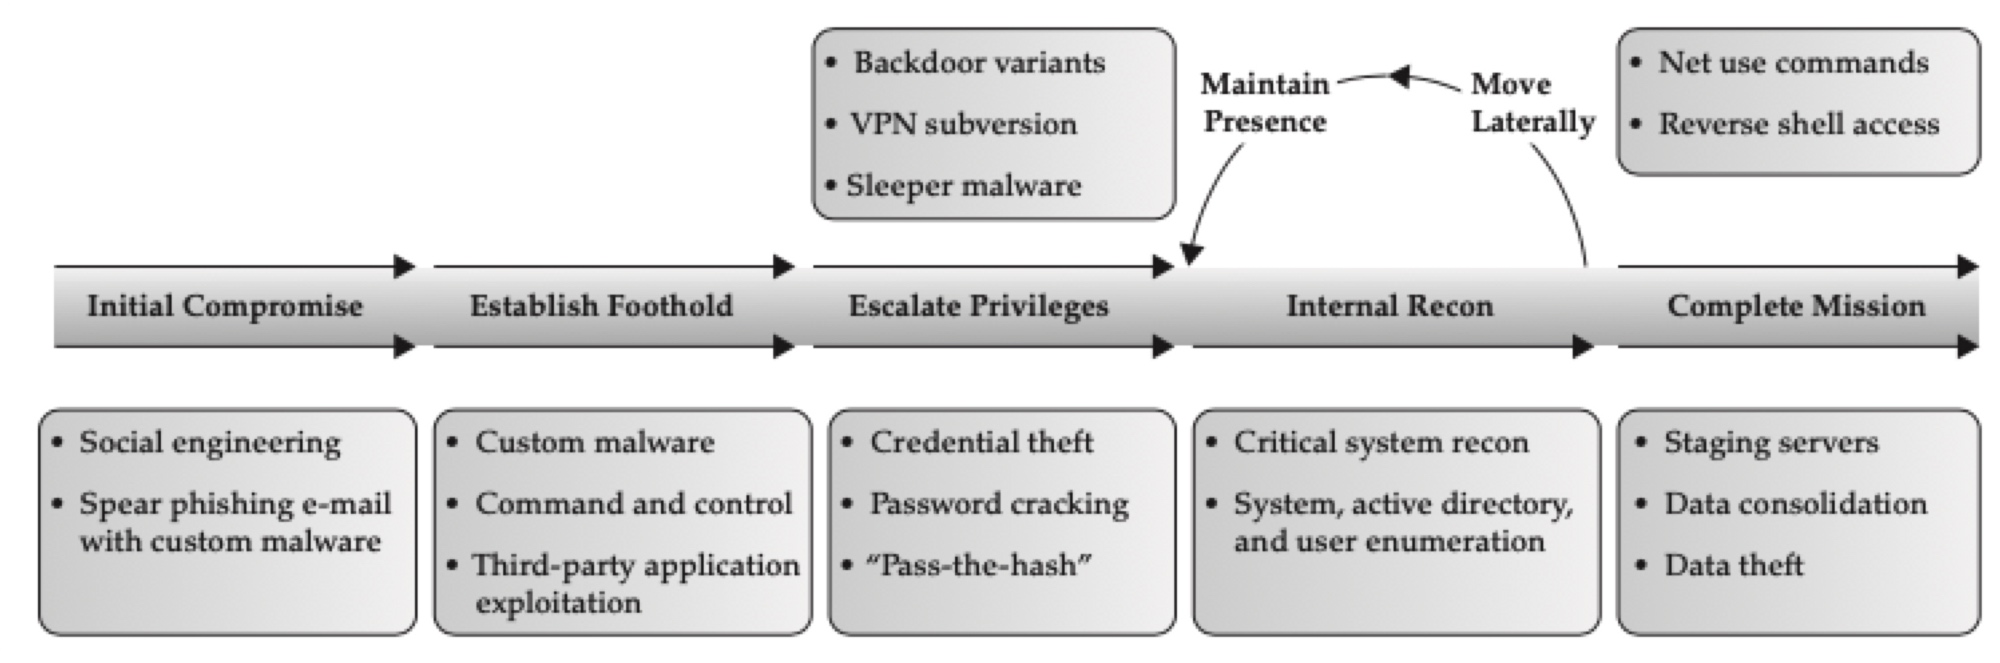 • Backdoor variants
• VPN subversion
• Sleeper malware
Maintain
Presence
Move
Laterally
• Net use commands
• Reverse shell access
Initial Compromise
Establish Foothold
Escalate Privileges
Internal Recon
Complete Mission
• Social engineering
• Spear phishing e-mail
with custom malware
• Custom malware
• Command and control
• Third-party application
exploitation
• Credential theft
• Password cracking
• “Pass-the-hash”
• Critical system recon
• System, active directory,
and user enumeration
• Staging servers
• Data consolidation
• Data theft